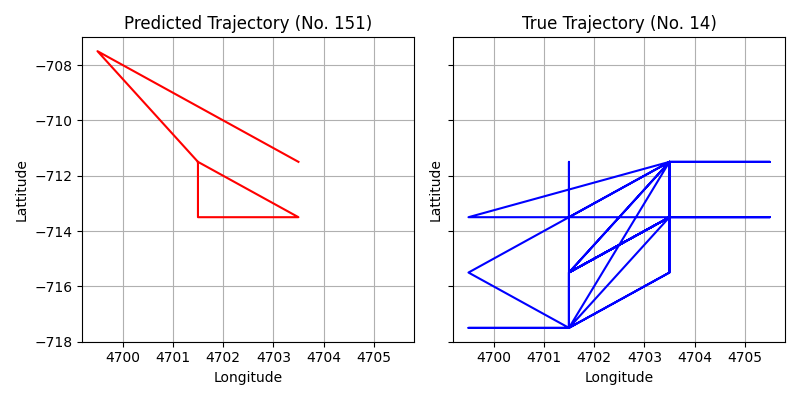 Predicted Trajectory (No. 151)
True Trajectory (No. 14)
Lattitude
−708
−710
−712
−714
−716
−718
4700 4701 4702 4703 4704 4705
Longitude
Lattitude
4700 4701 4702 4703 4704 4705
Longitude